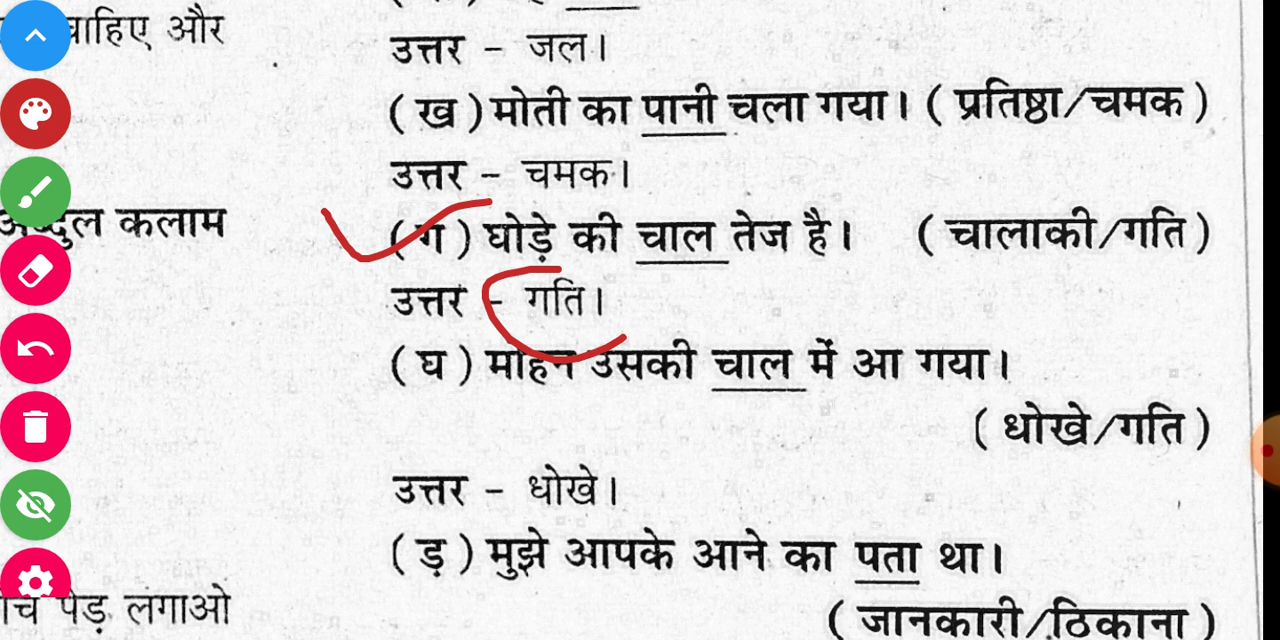 चाहिए और
उत्तर - जल।
( ख ) मोती का पानी चला गया। ( प्रतिष्ठा/चमक )
उत्तर - चमक।
अब्दुल कलाम
( ग ) घोड़े की चाल तेज है। ( चालाकी/गति )
उत्तर - गति।
( घ ) मोहन उसकी चाल में आ गया।
( धोखे/गति )
उत्तर - धोखे।
( ड़ ) मुझे आपके आने का पता था।
पेड़ लगाओ
( जानकारी/ठिकाना )